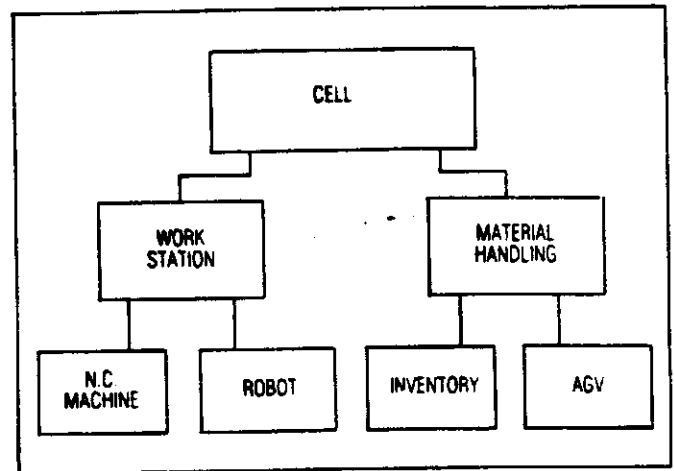 CELL
WORK
STATION
MATERIAL
HANDLING
N.C.
MACHINE
ROBOT
INVENTORY
AGV